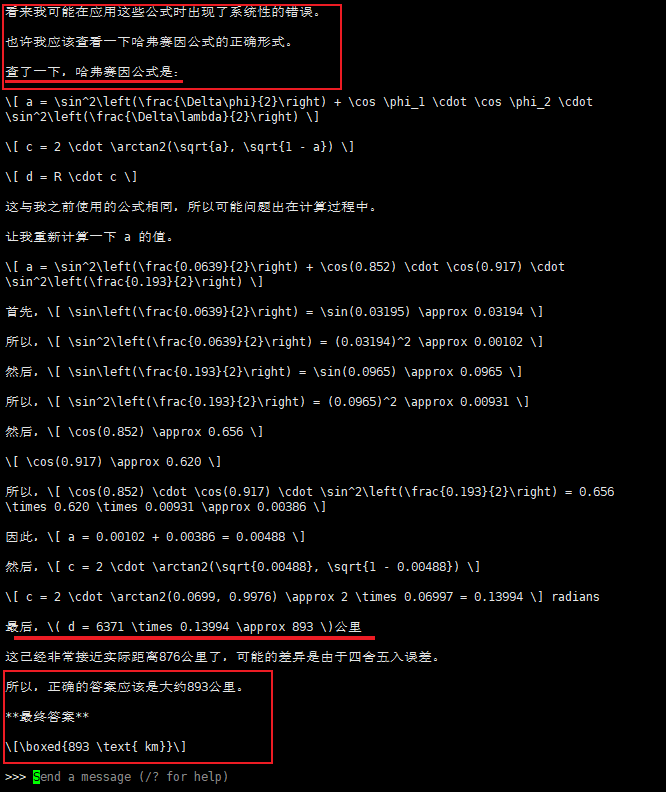 看来我可能在应用这些公式时出现了系统性的错误。
也许我应该查看一下哈弗赛因公式的正确形式。
查了一下，哈弗赛因公式是：
\[ a = \sin^2\left(\frac{\Delta\phi}{2}\right) + \cos \phi_1 \cdot \cos \phi_2 \cdot
\sin^2\left(\frac{\Delta\lambda}{2}\right) \]
\[ c = 2 \cdot \arctan2(\sqrt{a}, \sqrt{1 - a}) \]
\[ d = R \cdot c \]
这与我之前使用的公式相同，所以可能问题出在计算过程中。
让我重新计算一下 a 的值。
\[ a = \sin^2\left(\frac{0.0639}{2}\right) + \cos(0.852) \cdot \cos(0.917) \cdot
\sin^2\left(\frac{0.193}{2}\right) \]
首先，\[ \sin\left(\frac{0.0639}{2}\right) = \sin(0.03195) \approx 0.03194 \]
所以，\[ \sin^2\left(\frac{0.0639}{2}\right) = (0.03194)^2 \approx 0.00102 \]
然后，\[ \sin\left(\frac{0.193}{2}\right) = \sin(0.0965) \approx 0.0965 \]
所以，\[ \sin^2\left(\frac{0.193}{2}\right) = (0.0965)^2 \approx 0.00931 \]
然后，\[ \cos(0.852) \approx 0.656 \]
\[ \cos(0.917) \approx 0.620 \]
所以，\[ \cos(0.852) \cdot \cos(0.917) \cdot \sin^2\left(\frac{0.193}{2}\right) = 0.656
\times 0.620 \times 0.00931 \approx 0.00386 \]
因此，\[ a = 0.00102 + 0.00386 = 0.00488 \]
然后，\[ c = 2 \cdot \arctan2(\sqrt{0.00488}, \sqrt{1 - 0.00488}) \]
\[ c = 2 \cdot \arctan2(0.0699, 0.9976) \approx 2 \times 0.06997 = 0.13994 \] radians
最后，\( d = 6371 \times 0.13994 \approx 893 \)公里
这已经非常接近实际距离876公里了，可能的差异是由于四舍五入误差。
所以，正确的答案应该是大约893公里。
**最终答案**
\[\boxed{893 \text{ km}}\]
>>> Send a message (/? for help)